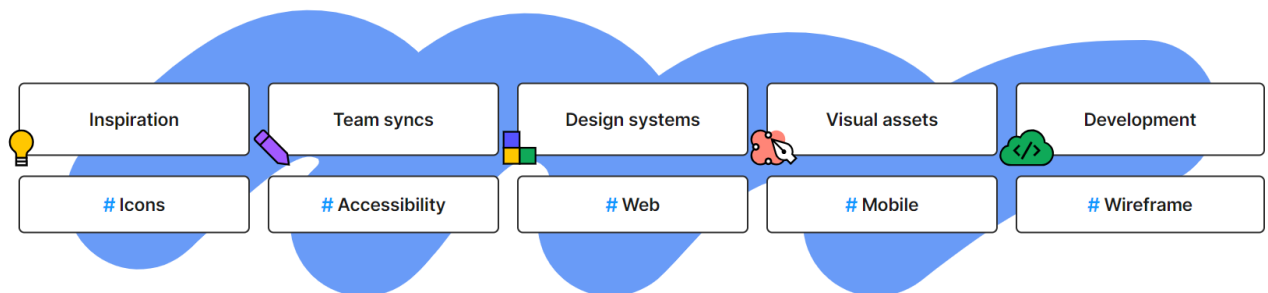 Inspiration
Team syncs
Design systems
Visual assets
Development
</>
# Icons
# Accessibility
# Web
# Mobile
# Wireframe